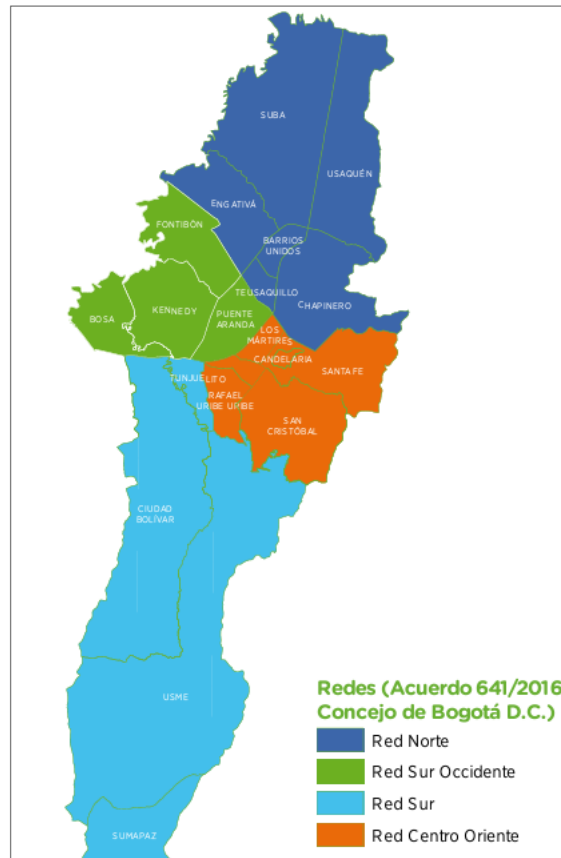 SUBA
USAQUÉN
ENGATIVÁ
FONTIBÓN
BARRIOS
UNIDOS
TEUSAQUILLO
CHAPINERO
KENNEDY
BOSA
PUENTE
ARANDA
LOS
MÁRTIRES
CANDELARIA
SANTA FE
TUNJUELITO
RAFAEL
URIBE URIBE
SAN
CRISTÓBAL
CIUDAD
BOLÍVAR
USME
SUMAPAZ
Redes (Acuerdo 641/2016
Concejo de Bogotá D.C.)
Red Norte
Red Sur Occidente
Red Sur
Red Centro Oriente